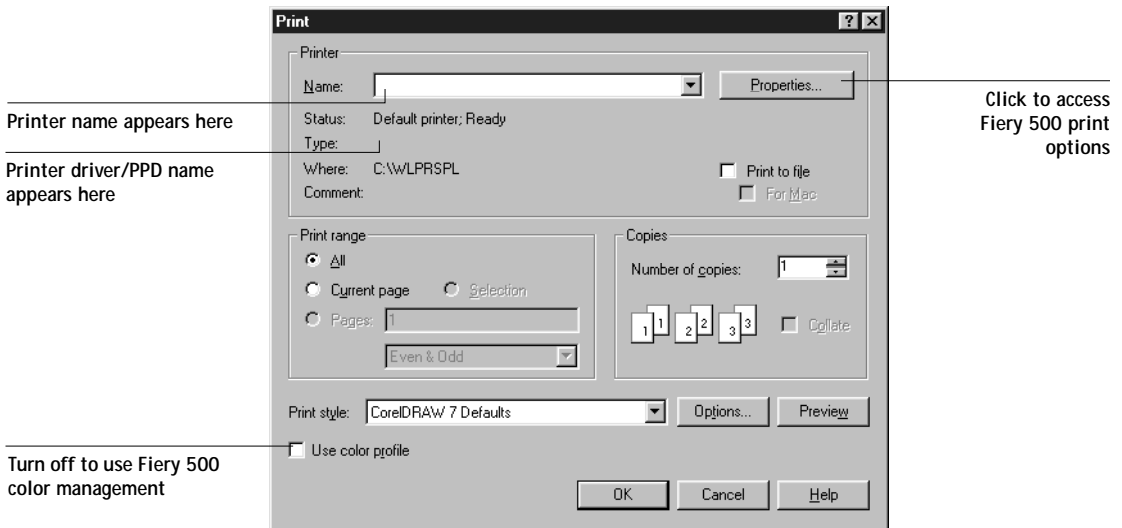 Print
Printer
Name:
Properties...
Printer name appears here
Click to access
Fiery 500 print
options
Status: Default printer; Ready
Type:
Printer driver/PPD name
appears here
Where: C:\WLPRSPL
Print to file
Comment:
For Mac
Print range
All
Current page Selection
Pages: 1
Even & Odd
Copies
Number of copies: 1
1 1 2 2 3 3
Collate
Print style: CorelDRAW 7 Defaults Options... Preview
Use color profile
Turn off to use Fiery 500
color management
OK Cancel Help